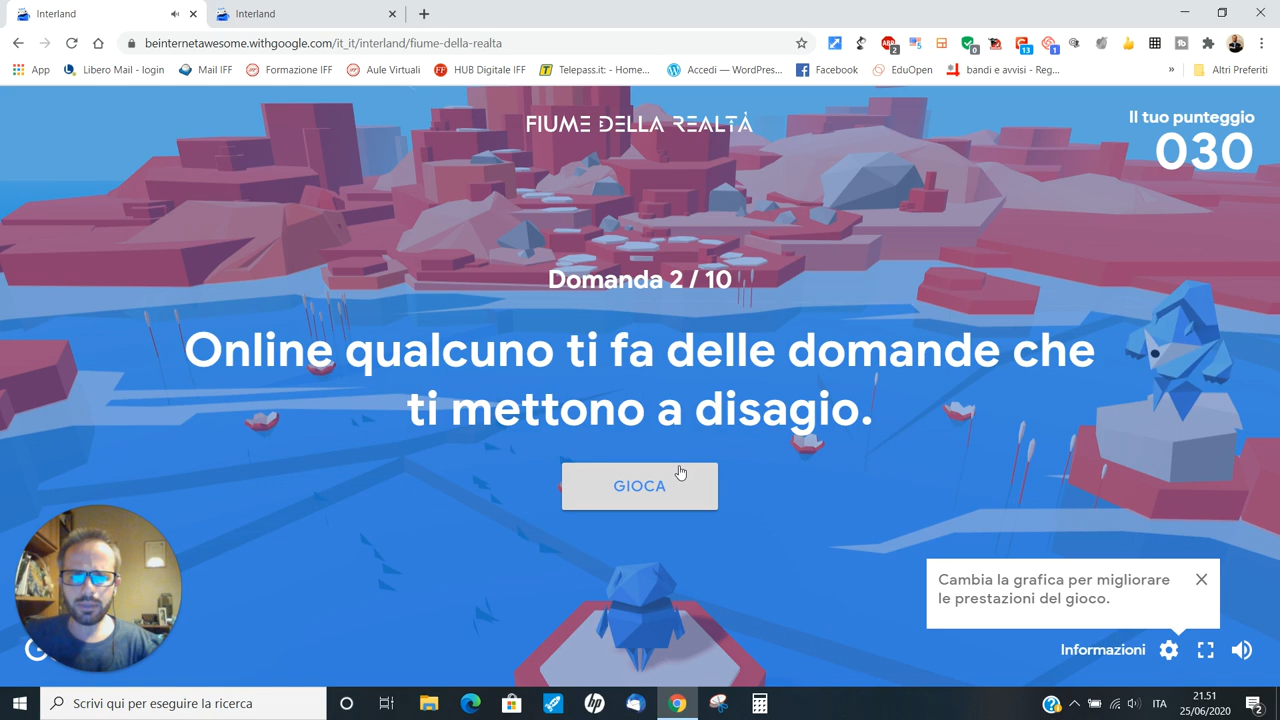 Interland
Interland
beinternetawesome.withgoogle.com/it_it/interland/fiume-della-realta
App
Libero Mail - login
Mail IFF
Formazione IFF
Aule Virtuali
HUB Digitale IFF
Telepass.it: - Home...
Accedi — WordPres...
Facebook
EduOpen
bandi e avvisi - Reg...
»
Altri Preferiti
FIUME DELLA REALTÀ
Il tuo punteggio
030
Domanda 2 / 10
Online qualcuno ti fa delle domande che
ti mettono a disagio.
GIOCA
Cambia la grafica per migliorare
le prestazioni del gioco.
Informazioni
Scrivi qui per eseguire la ricerca
ITA
21.51
25/06/2020